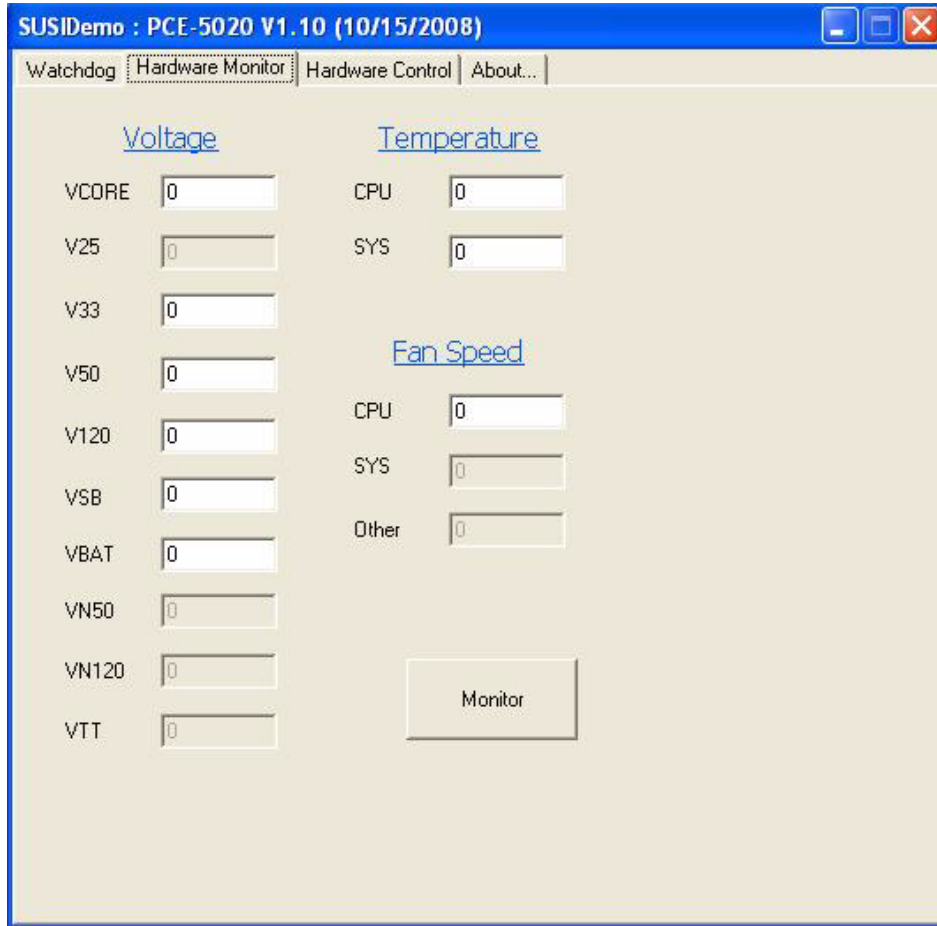 SUSIDemo : PCE-5020 V1.10 (10/15/2008)
Watchdog Hardware Monitor Hardware Control About...
Voltage
VCORE 0
V25 0
V33 0
V50 0
V120 0
VSB 0
VBAT 0
VN50 0
VN120 0
VTT 0
Temperature
CPU 0
SYS 0
Fan Speed
CPU 0
SYS 0
Other 0
Monitor